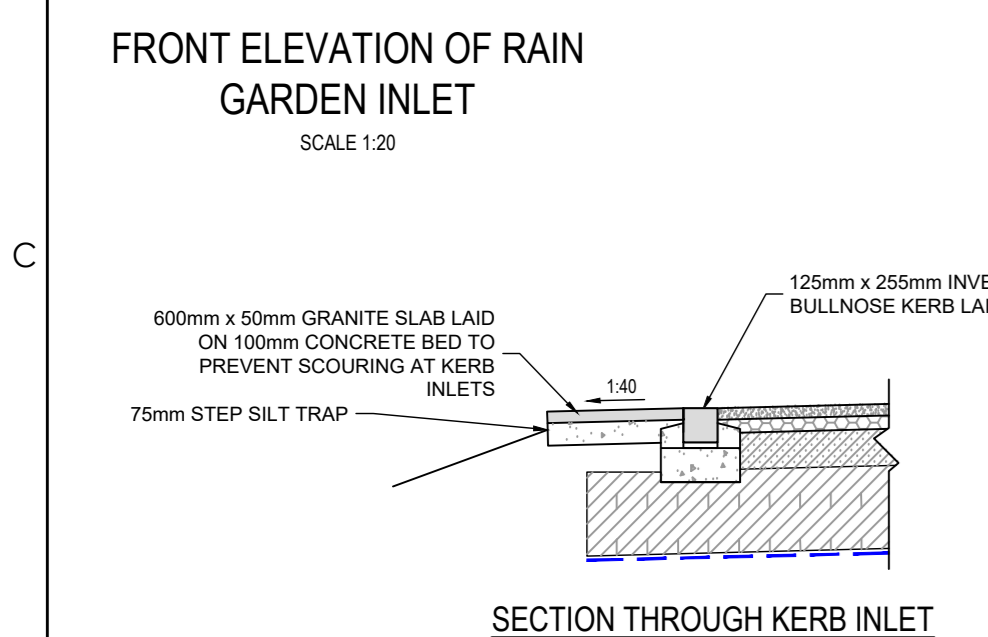 FRONT ELEVATION OF RAIN
GARDEN INLET
SCALE 1:20
C
125mm x 255mm
BULLNOSE KERB
600mm x 50mm GRANITE SLAB LAID
ON 100mm CONCRETE BED TO
PREVENT SCOURING AT KERB
INLETS
1:40
75mm STEP SILT TRAP
SECTION THROUGH KERB INLET